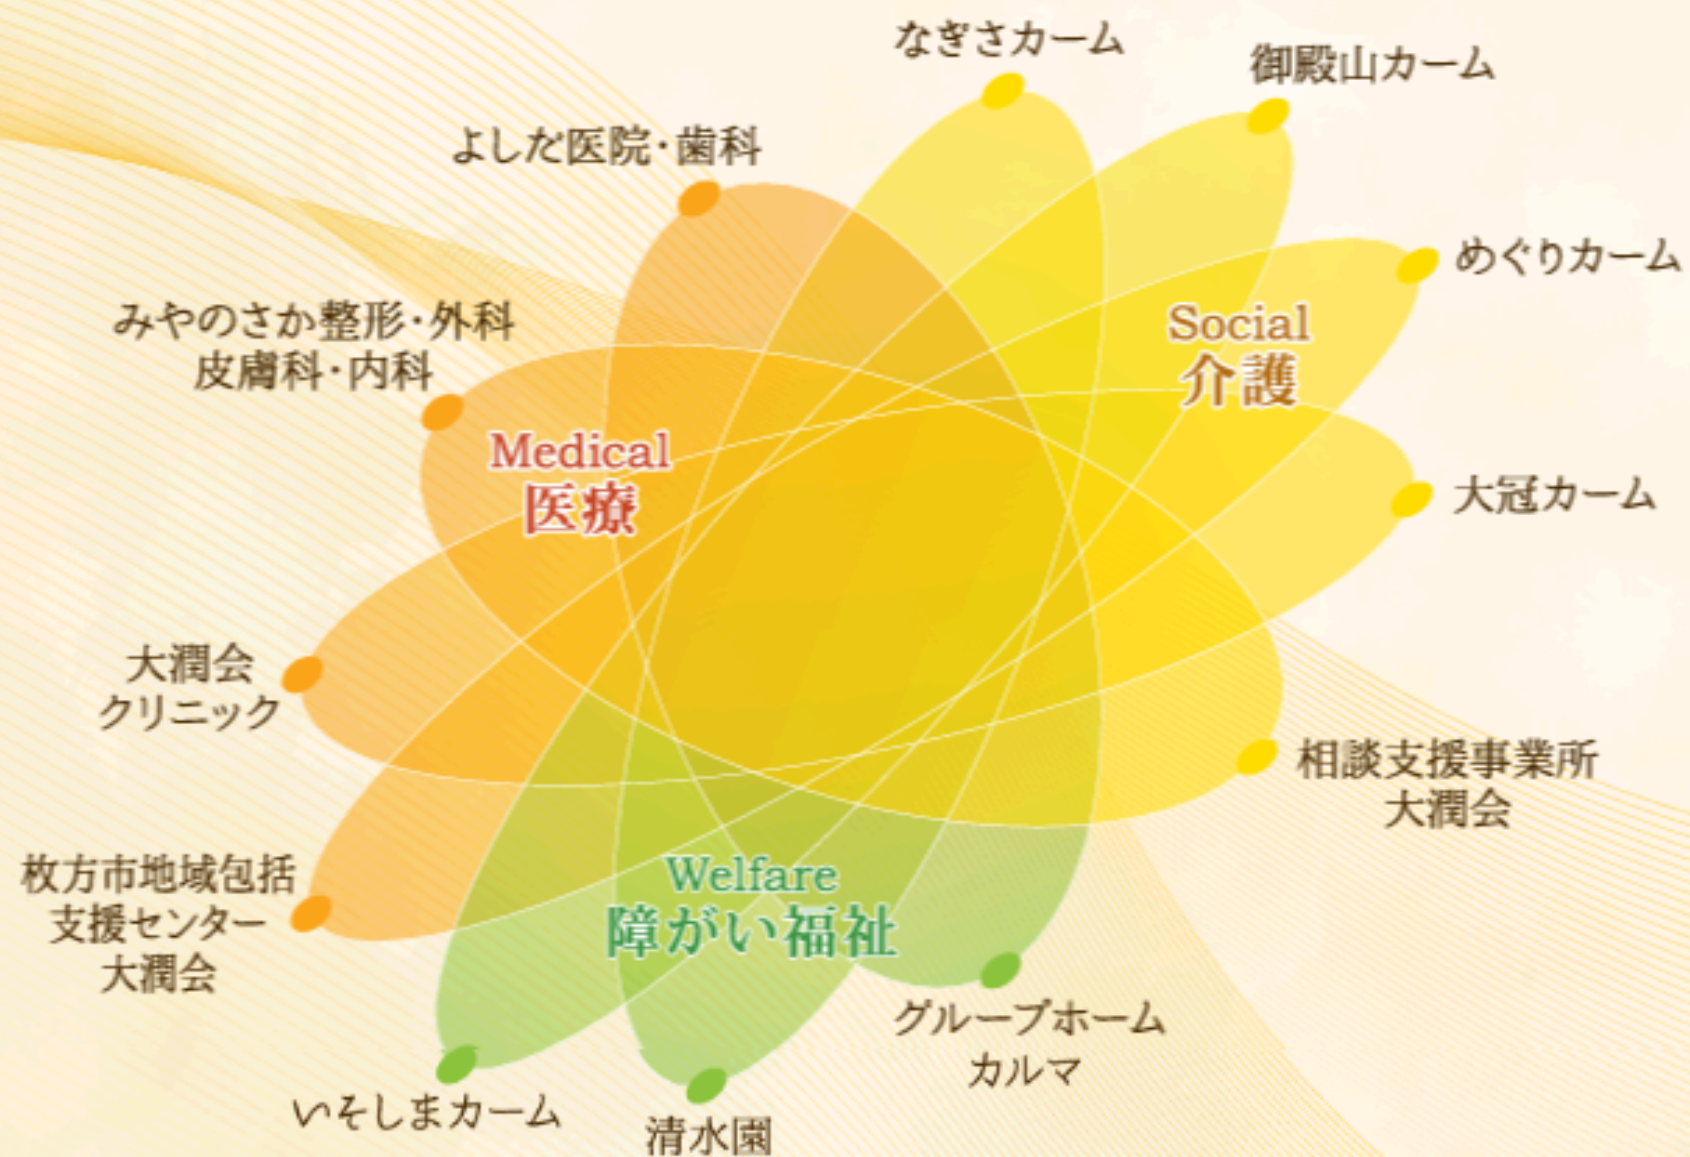 なぎさカーム
御殿山カーム
よしだ医院・歯科
めぐりカーム
みやのさか整形・外科
皮膚科・内科
Social
介護
Medical
医療
大冠カーム
大潤会
クリニック
相談支援事業所
大潤会
枚方市地域包括
支援センター
大潤会
Welfare
障がい福祉
グループホーム
カルマ
いそしまカーム
清水園